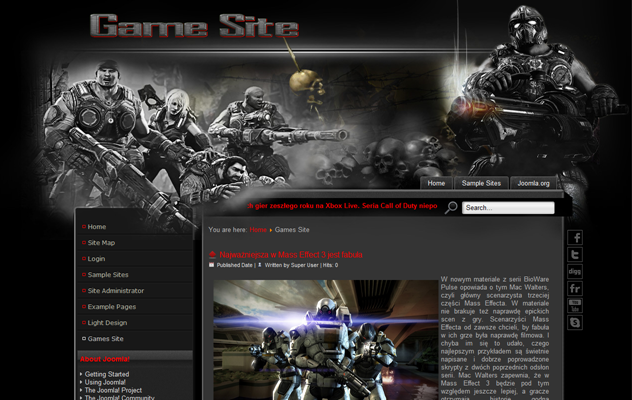 Game Site
Home
Sample Sites
Joomla.org
h gier zeszłego roku na Xbox Live. Seria Call of Duty niepo
Search...
Home
Site Map
Login
Sample Sites
Site Administrator
Example Pages
Light Design
Games Site
About Joomla!
Getting Started
Using Joomla!
The Joomla! Project
The Joomla! Community
You are here: Home Games Site
Najważniejsza w Mass Effect 3 jest fabuła
Published Date | Written by Super User | Hits: 0
W nowym materiale z serii BioWare
Pulse opowiada o tym Mac Walters,
czyli główny scenarzysta trzeciej
części Mass Effecta. W materiale
nie brakuje też naprawdę epickich
scen z gry. Scenarzyści Mass
Effecta od zawsze chcieli, by fabuła
w ich grze była naprawdę filmowa. I
chyba im się to udało, czego
najlepszym przykładem są świetnie
napisane i dobrze poprowadzone
skrypty z dwóch poprzednich odsłon
serii. Mac Walters zapewnia, że w
Mass Effect 3 będzie pod tym
względem jeszcze lepiej, a gracze
otrzymają historię godną
digg
You
Tube